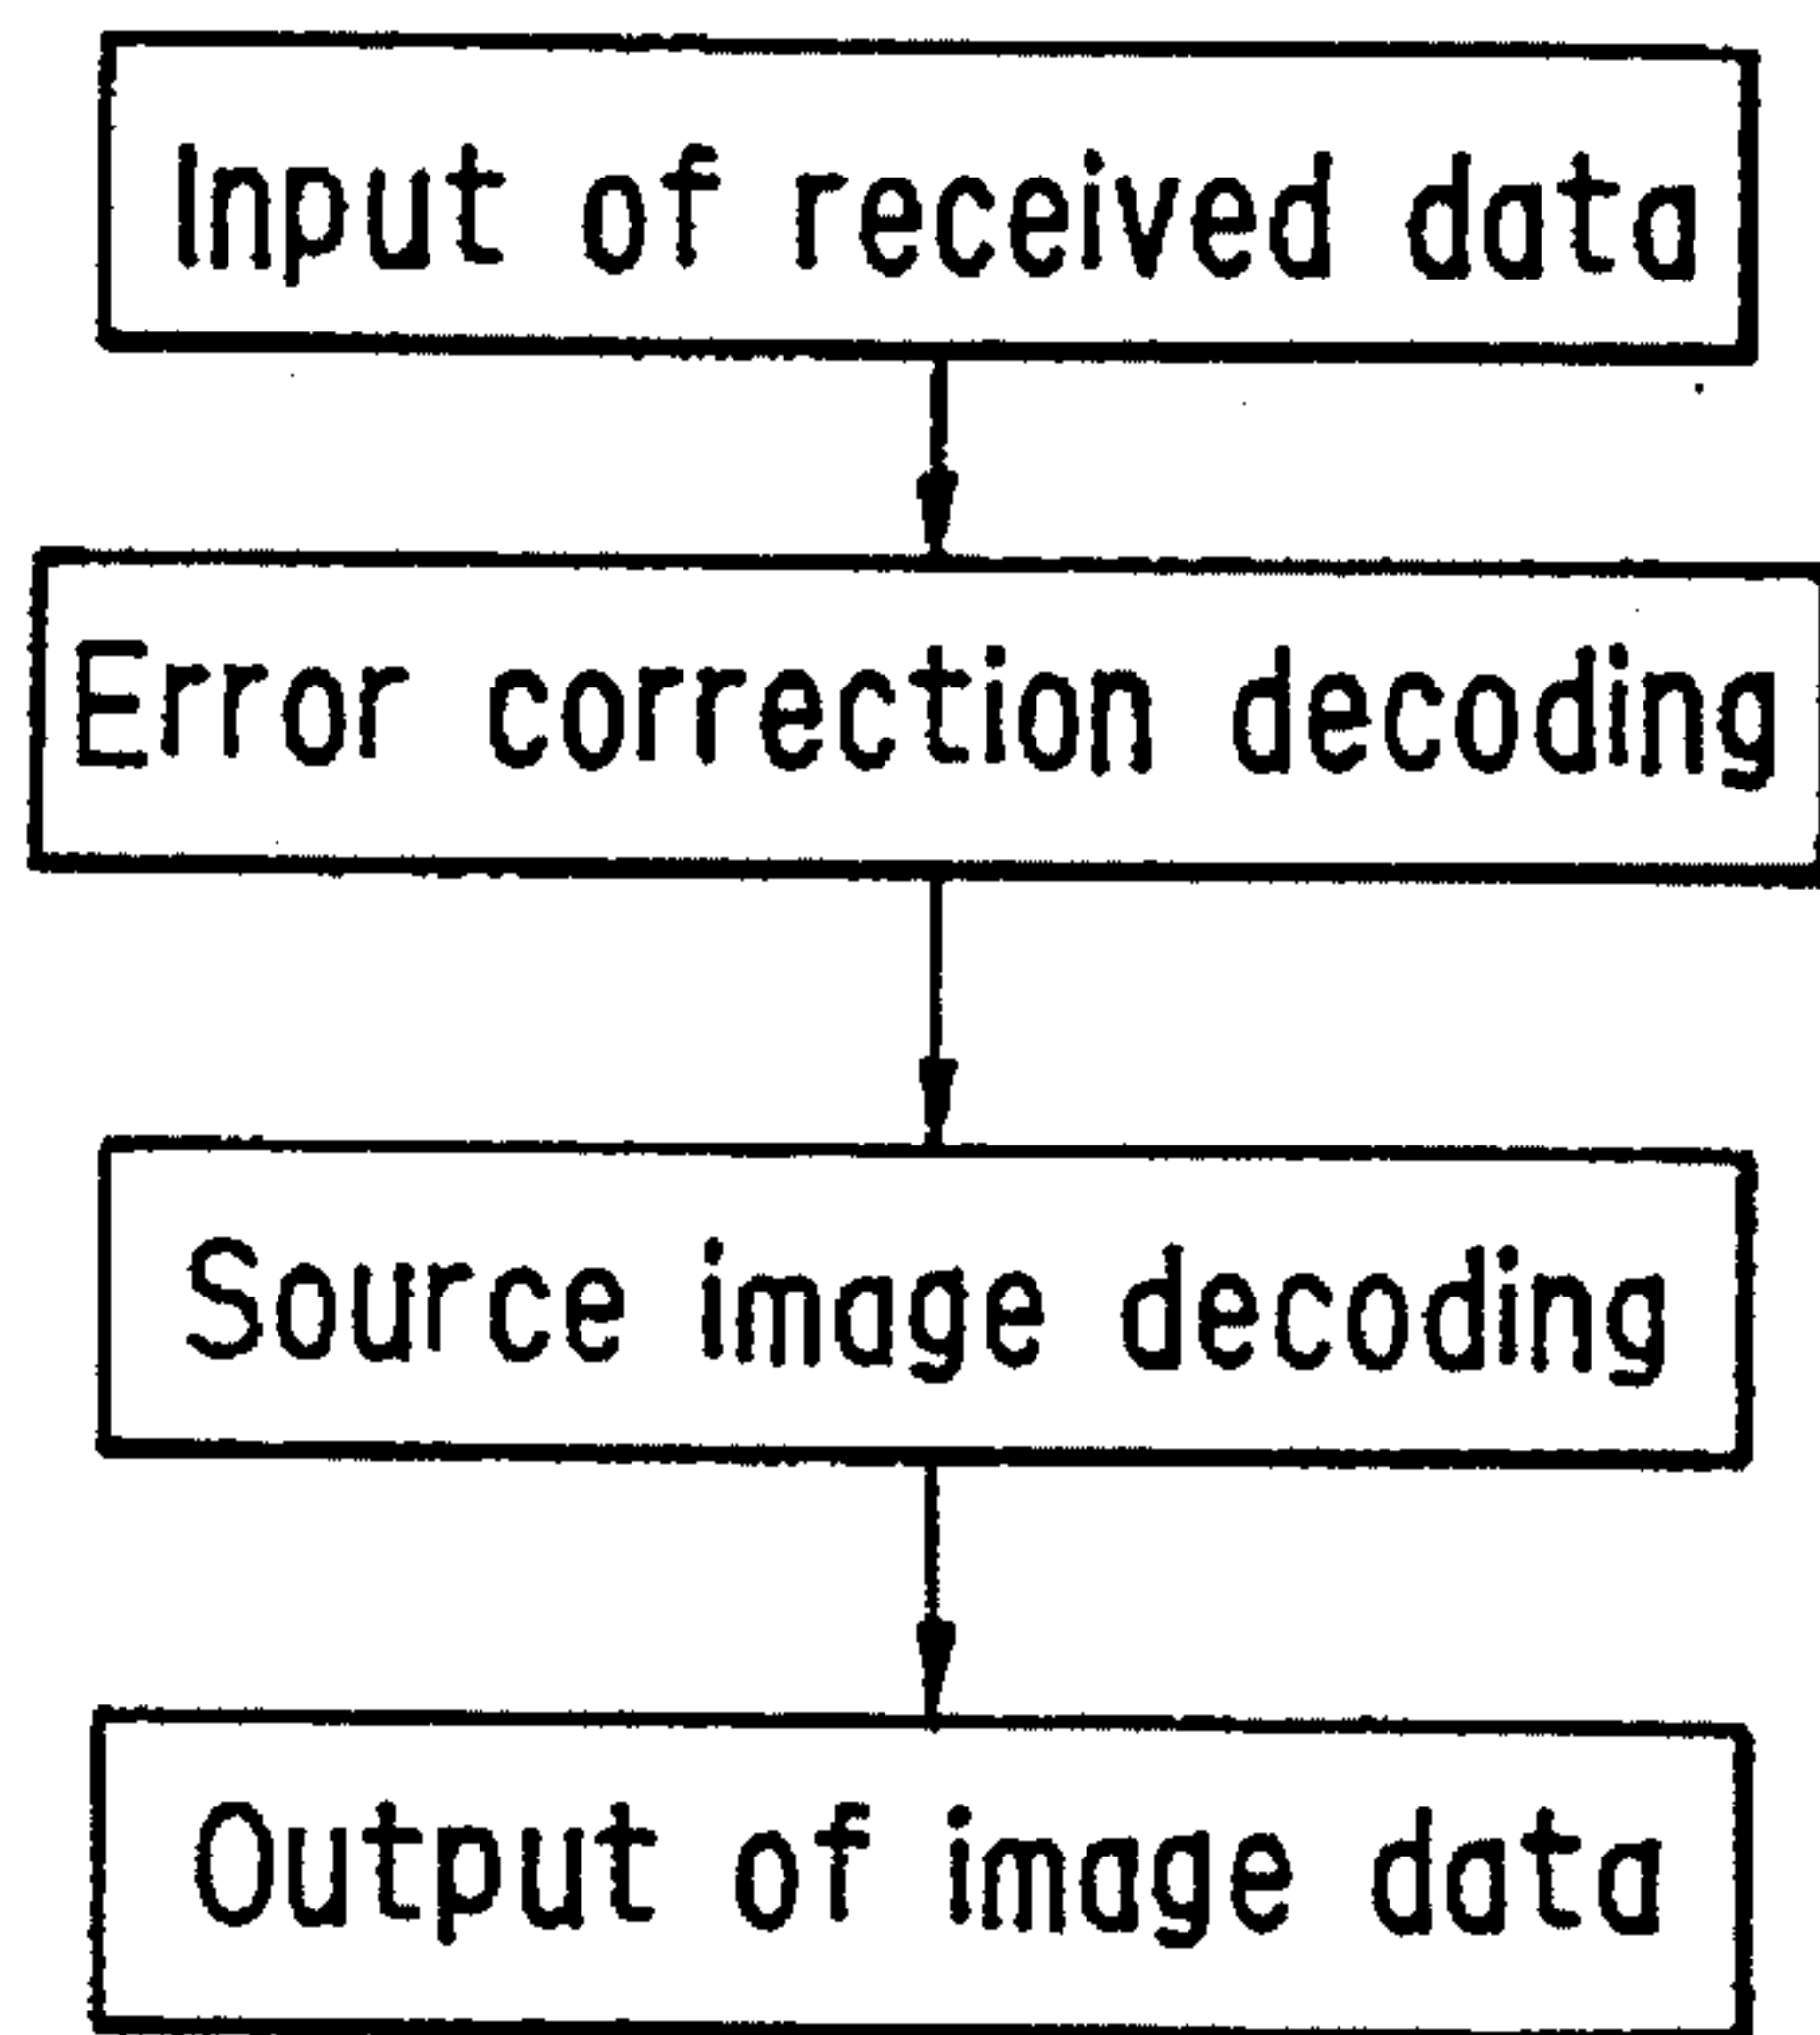 Input of received data
Error correction decoding
Source image decoding
Output of image data